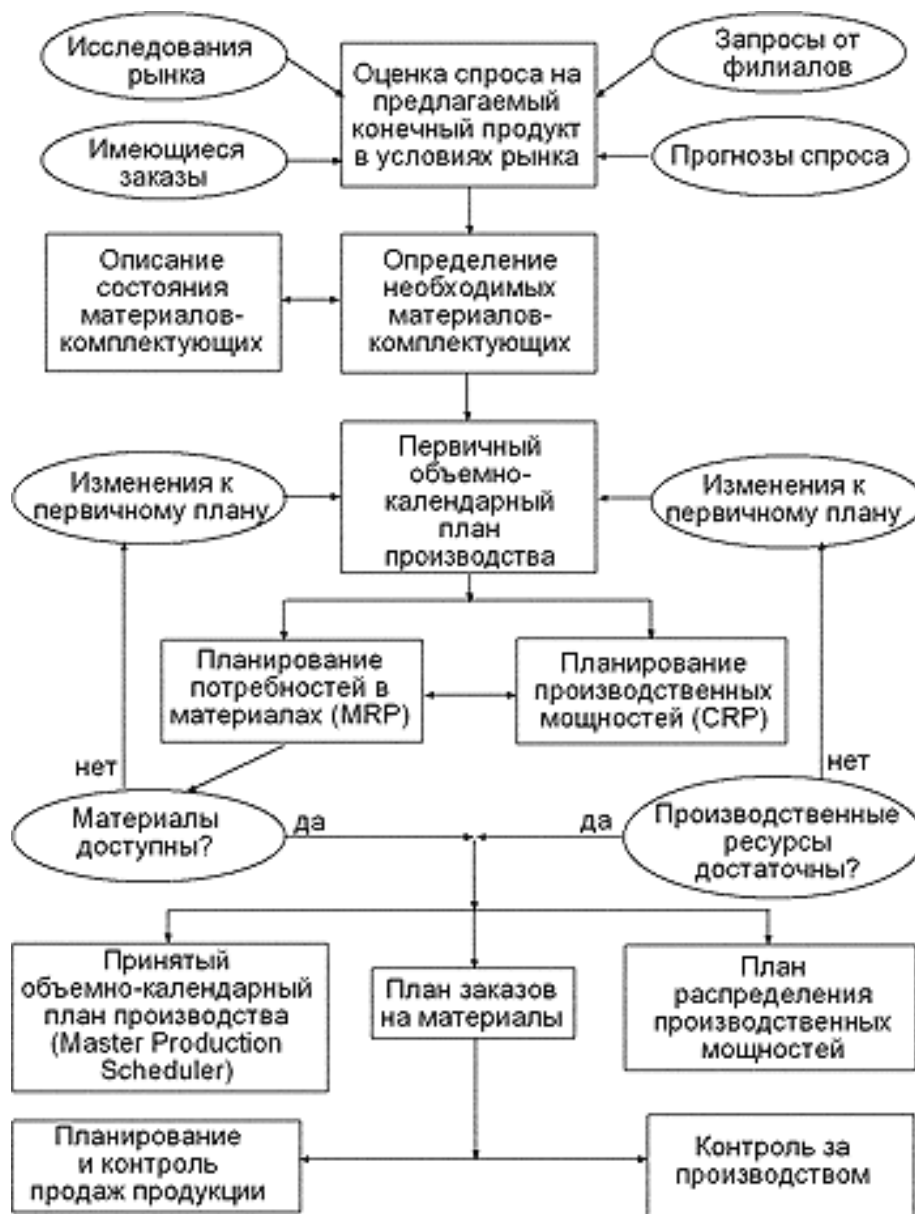 Исследования
рынка
Оценка спроса на
предлагаемый
конечный продукт
в условиях рынка
Запросы от
филиалов
Имеющиеся
заказы
Прогнозы спроса
Описание
состояния
материалов-
комплектующих
Определение
необходимых
материалов-
комплектующих
Первичный
объемно-
календарный
план
производства
Изменения к
первичному плану
Изменения к
первичному плану
Планирование
потребностей в
материалах (MRP)
Планирование
производственных
мощностей (CRP)
нет
нет
Материалы
доступны?
да
да
Производственные
ресурсы
достаточны?
Принятый
объемно-календарный
план производства
(Master Production
Scheduler)
План заказов
на материалы
План
распределения
производственных
мощностей
Планирование
и контроль
продаж продукции
Контроль за
производством